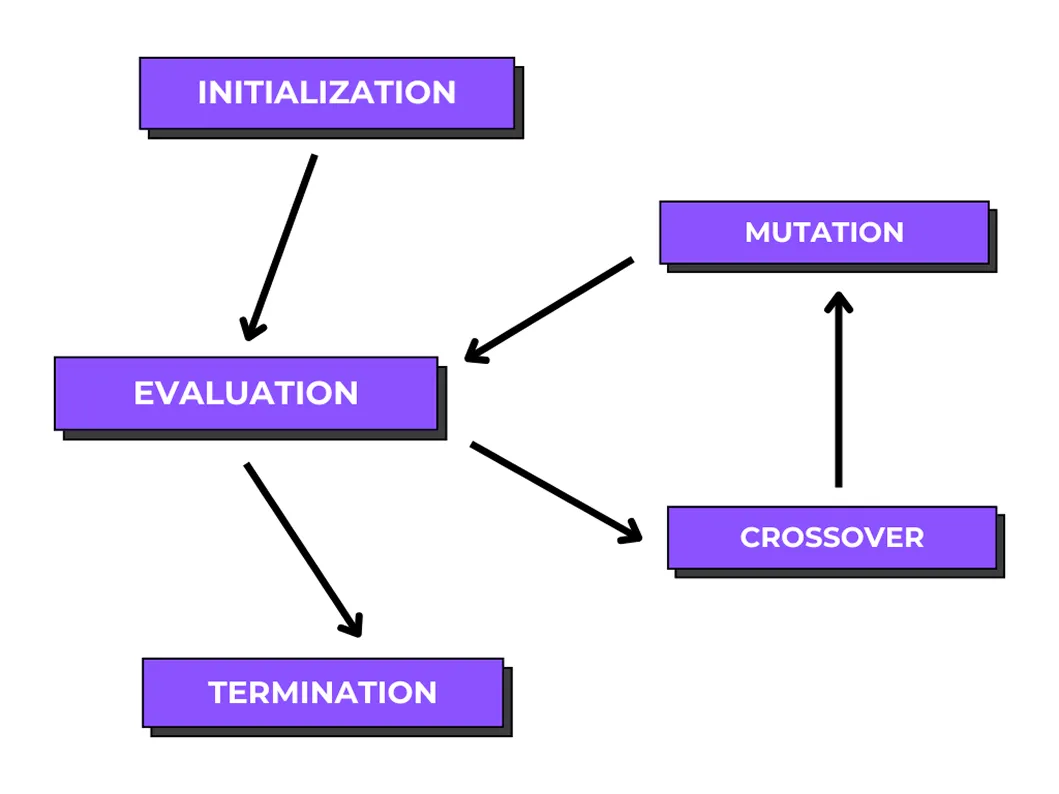 INITIALIZATION
MUTATION
EVALUATION
CROSSOVER
TERMINATION